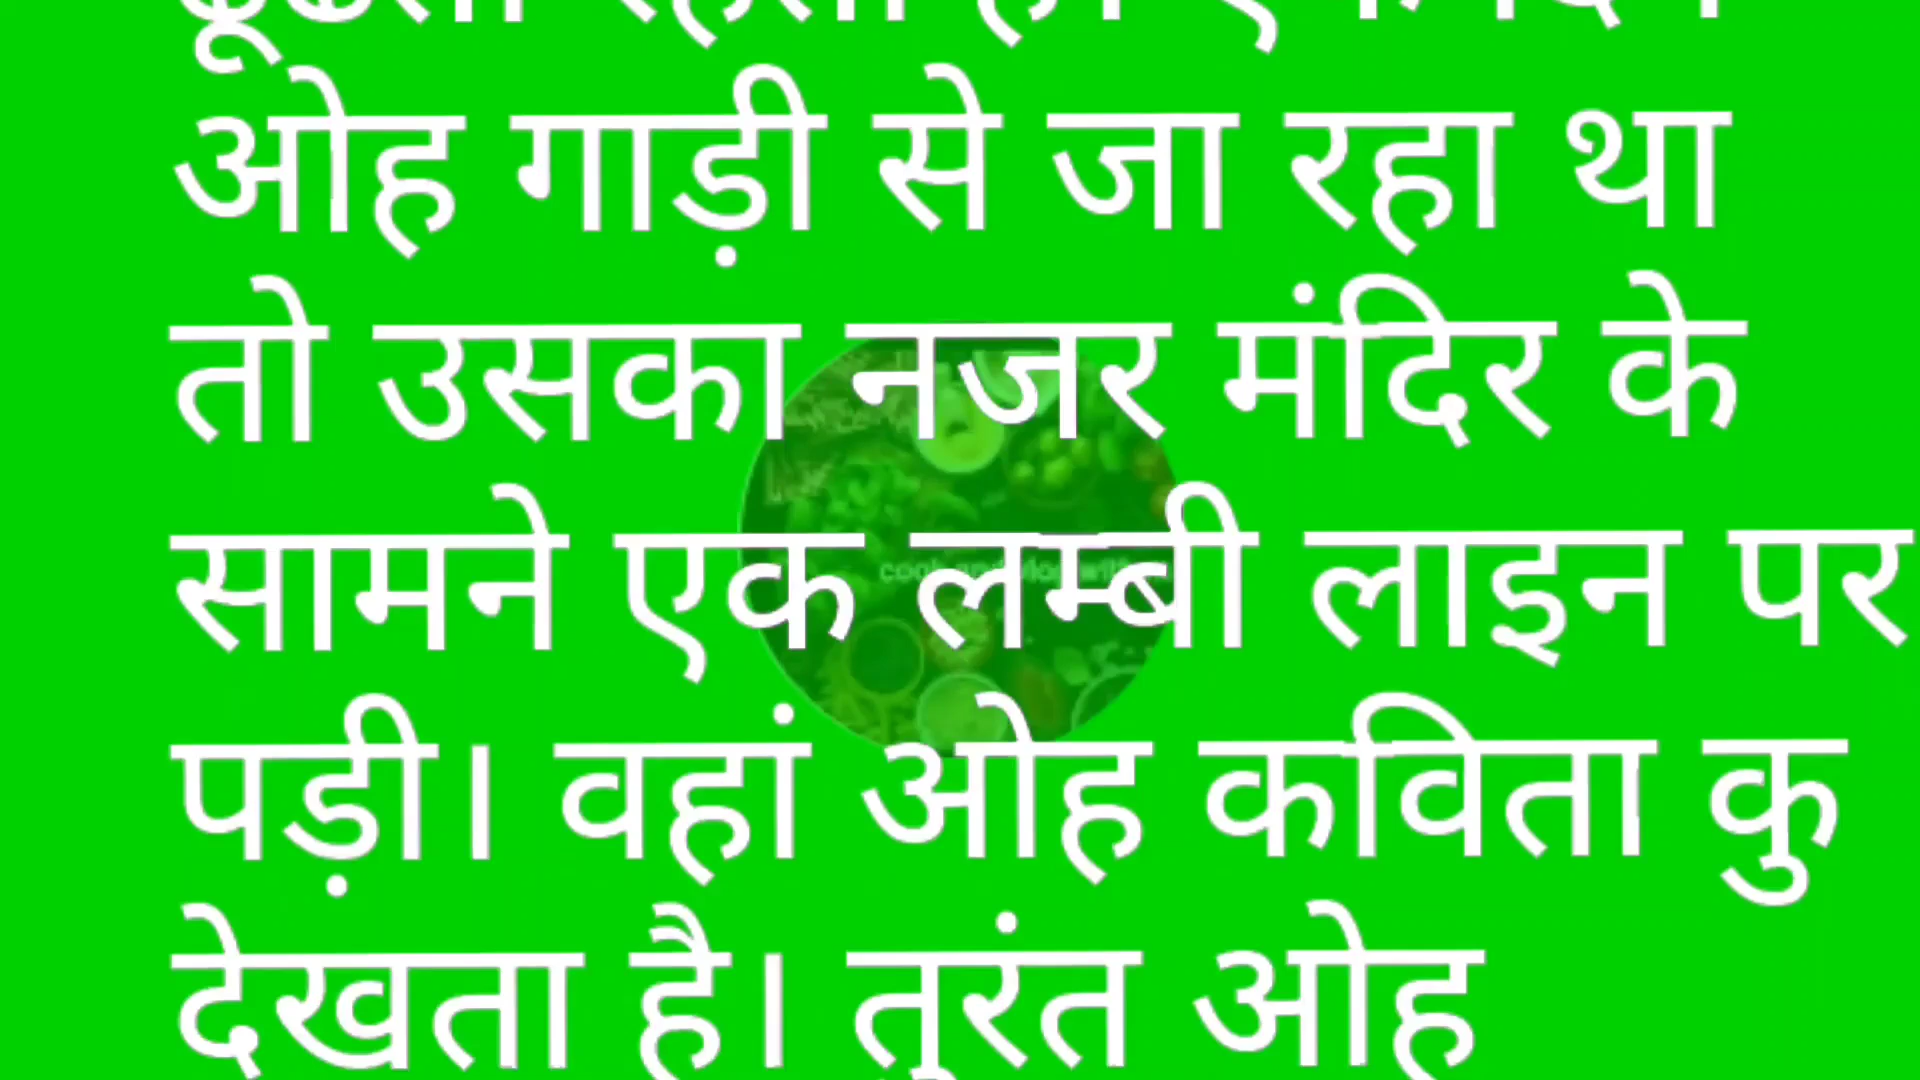 ओह गाड़ी से जा रहा था
तो उसका नजर मंदिर के
सामने एक लम्बी लाइन पर
पड़ी। वहां ओह कविता कु
देखता है। तुरंत ओह